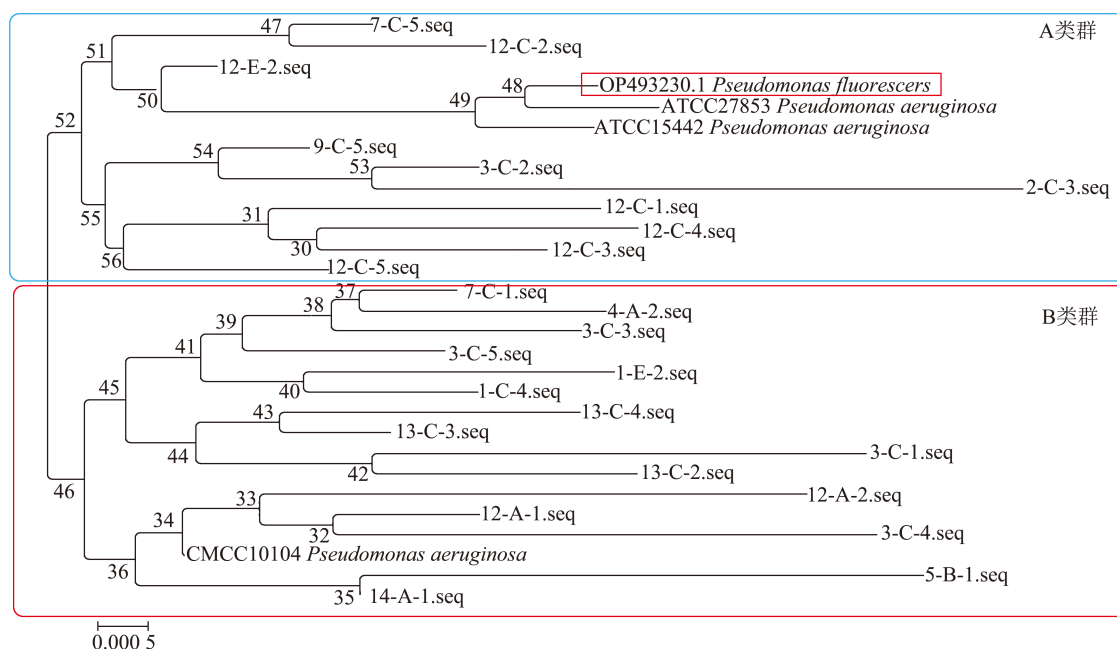 A类群
47
7-C-5.seq
51
12-C-2.seq
12-E-2.seq
50
48
OP493230.1 Pseudomonas fluorescers
49
ATCC27853 Pseudomonas aeruginosa
ATCC15442 Pseudomonas aeruginosa
52
54
9-C-5.seq
53
3-C-2.seq
2-C-3.seq
55
31
12-C-1.seq
12-C-4.seq
30
12-C-3.seq
56
12-C-5.seq
B类群
37
7-C-1.seq
38
4-A-2.seq
39
3-C-3.seq
41
3-C-5.seq
1-E-2.seq
40
1-C-4.seq
45
43
13-C-4.seq
13-C-3.seq
44
3-C-1.seq
42
13-C-2.seq
46
33
12-A-2.seq
34
12-A-1.seq
32
3-C-4.seq
CMCC10104 Pseudomonas aeruginosa
36
5-B-1.seq
35
14-A-1.seq
0.000 5